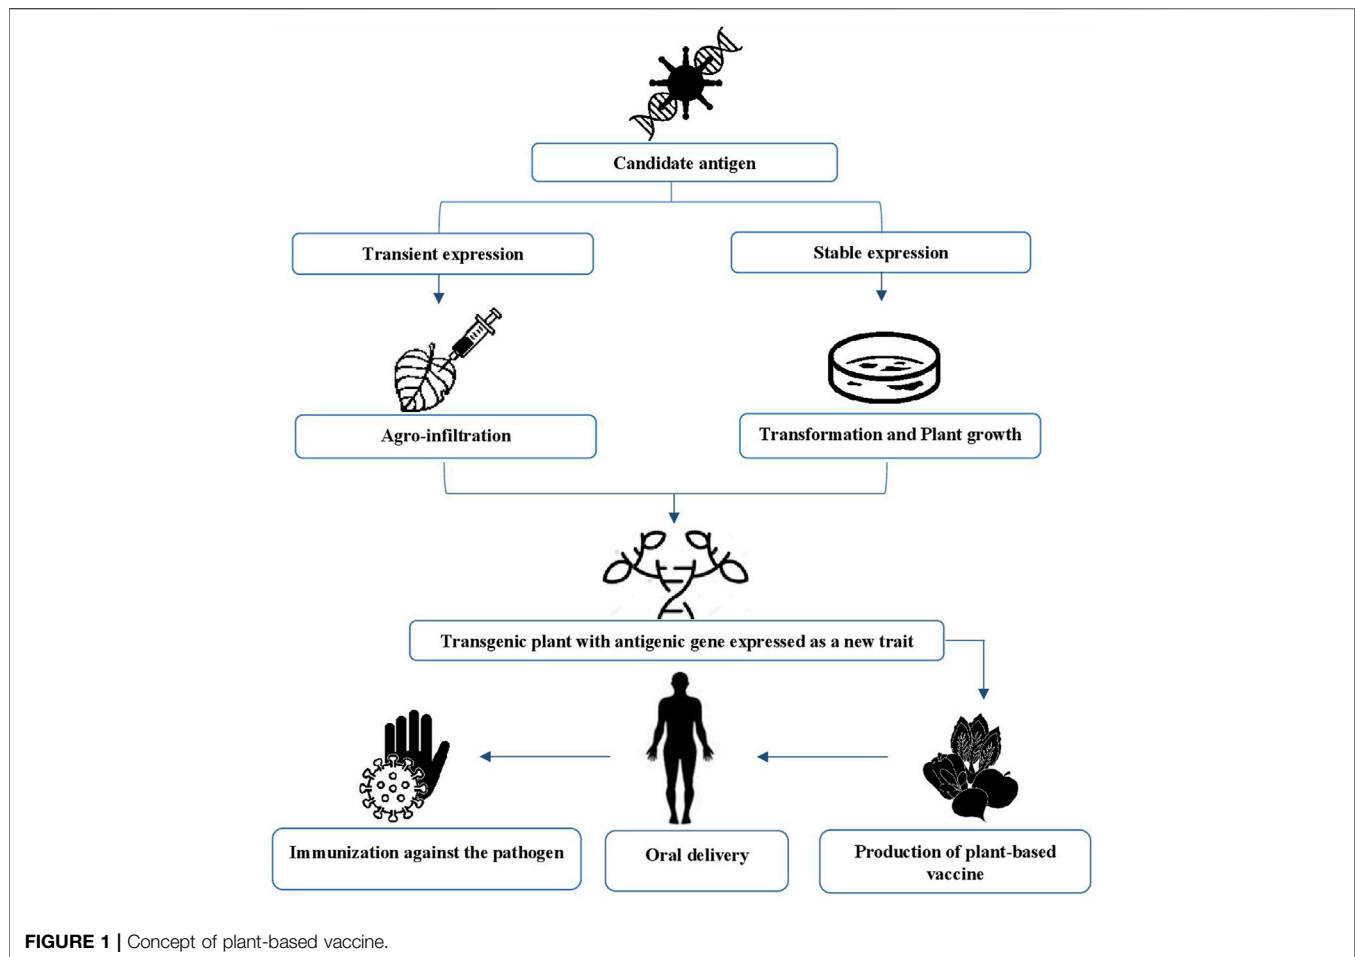 Candidate antigen
Transient expression
Stable expression
Agro-infiltration
Transformation and Plant growth
Transgenic plant with antigenic gene expressed as a new trait
Immunization against the pathogen
Oral delivery
Production of plant-based
vaccine
FIGURE 1 | Concept of plant-based vaccine.